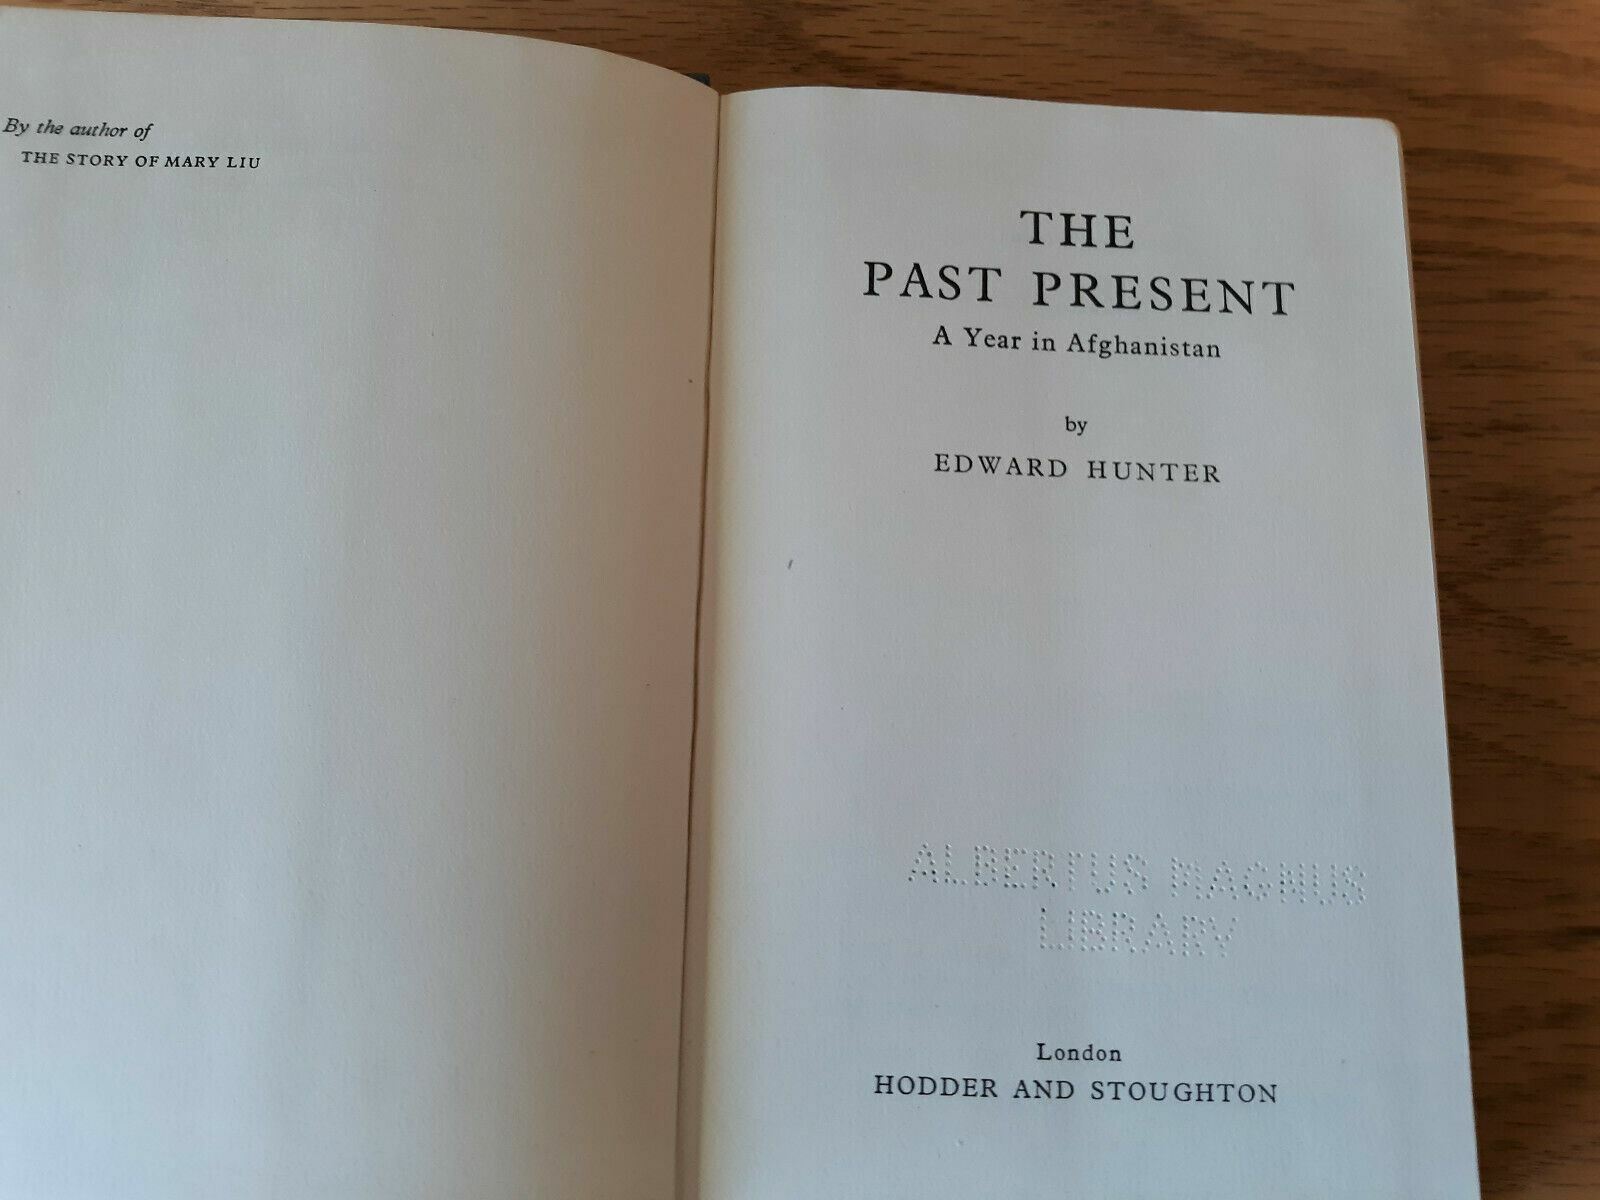 By the author of
THE STORY OF MARY LIU
THE
PAST PRESENT
A Year in Afghanistan
by
EDWARD HUNTER
ALBERTUS MAGNUS
LIBRARY
London
HODDER AND STOUGHTON